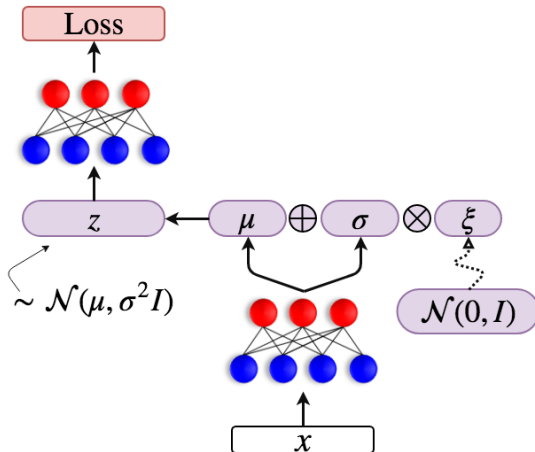 Loss
z μ ⊕ σ ⊗ ξ
∼ 𝒩(μ, σ²I)
𝒩(0, I)
x